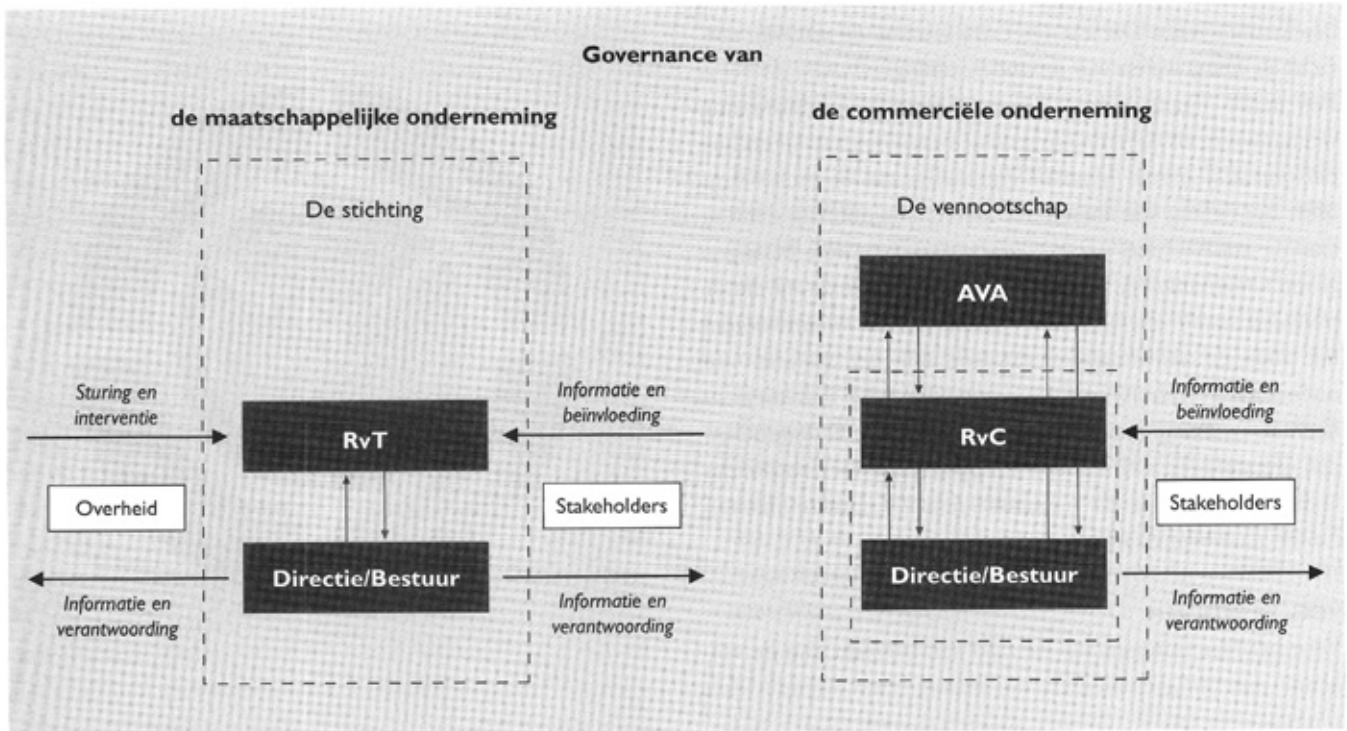 Governance van
de maatschappelijke onderneming
de commerciële onderneming
De stichting
De vennootschap
AVA
Sturing en
interventie
Informatie en
beïnvloeding
RvT
RvC
Informatie en
beïnvloeding
Overheid
Stakeholders
Stakeholders
Directie/Bestuur
Directie/Bestuur
Informatie en
verantwoording
Informatie en
verantwoording
Informatie en
verantwoording